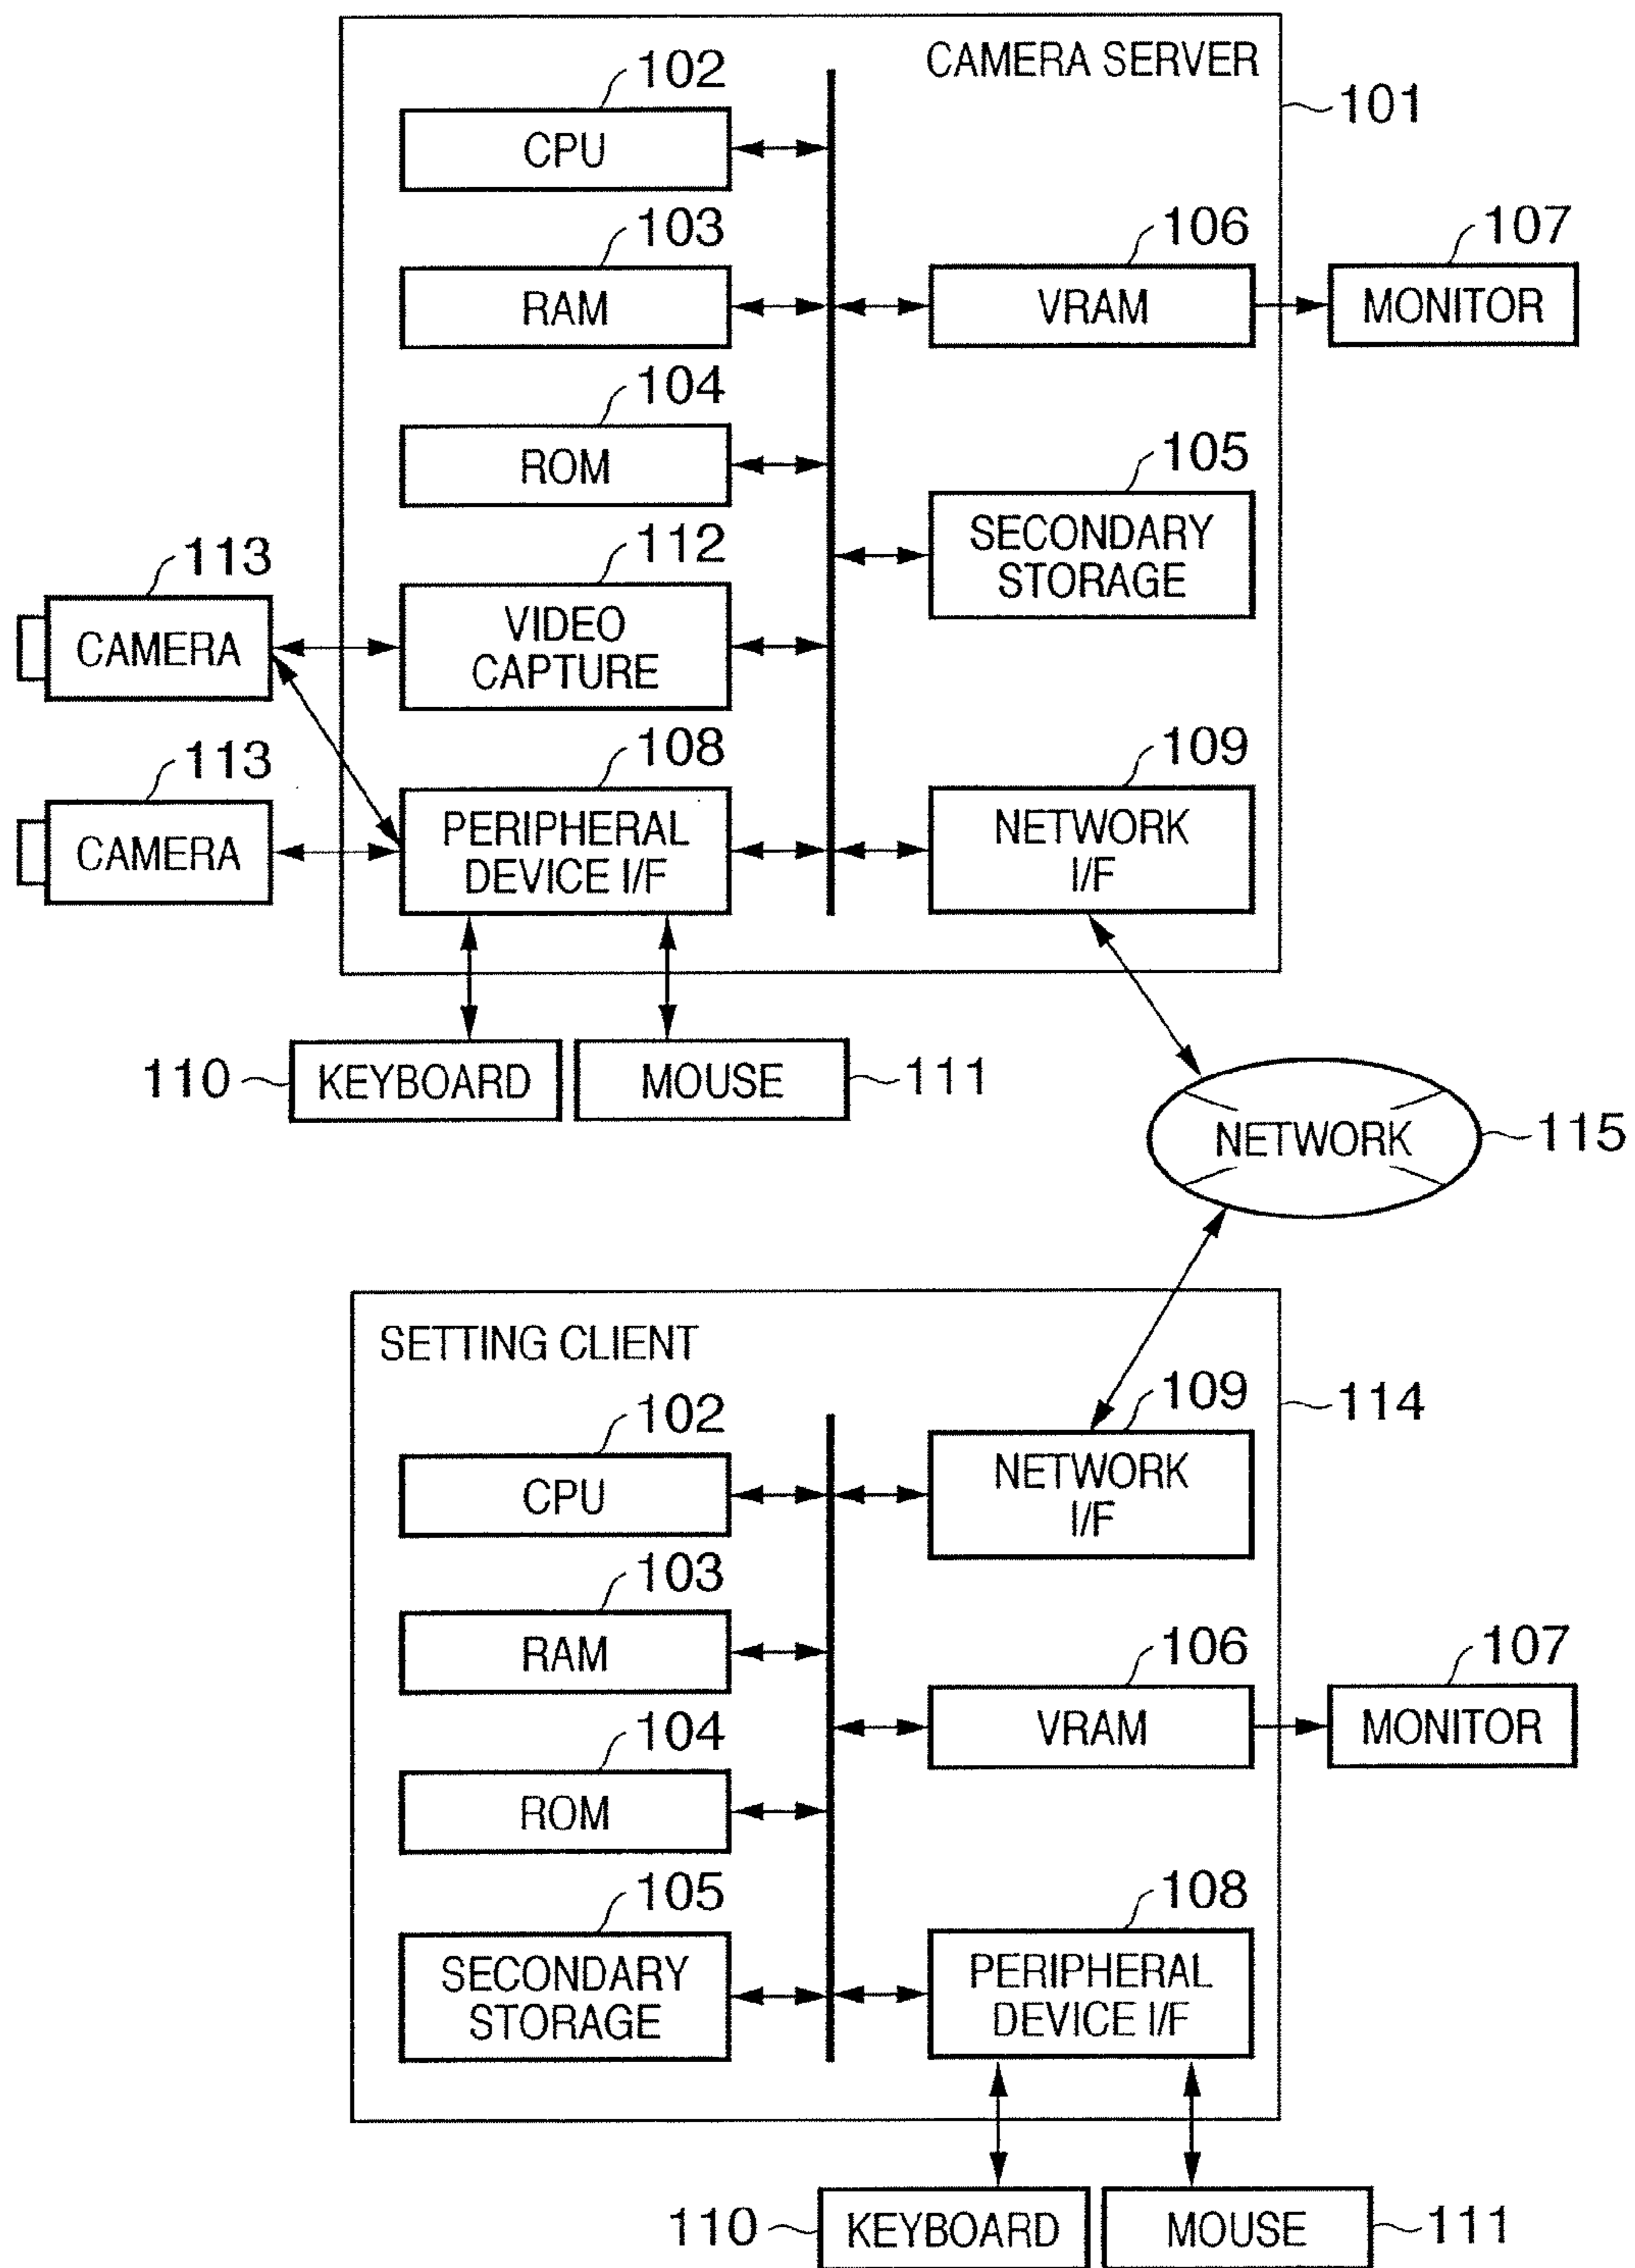 CAMERA SERVER
101
102
CPU
103
RAM
106
VRAM
107
MONITOR
104
ROM
105
SECONDARY
STORAGE
113
CAMERA
112
VIDEO
CAPTURE
113
CAMERA
108
PERIPHERAL
DEVICE I/F
109
NETWORK
I/F
110
KEYBOARD
MOUSE
111
NETWORK
115
SETTING CLIENT
114
102
CPU
109
NETWORK
I/F
103
RAM
106
VRAM
107
MONITOR
104
ROM
105
SECONDARY
STORAGE
108
PERIPHERAL
DEVICE I/F
110
KEYBOARD
MOUSE
111